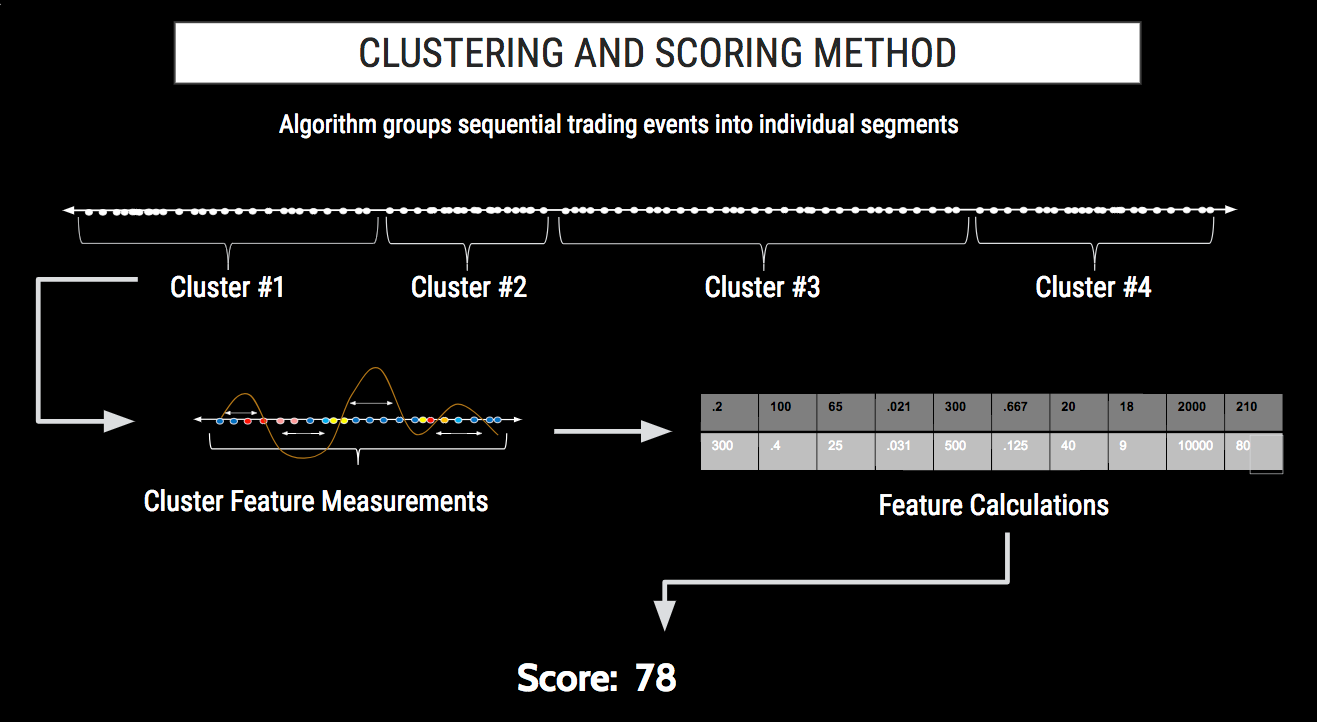 CLUSTERING AND SCORING METHOD
Algorithm groups sequential trading events into individual segments
Cluster #1 Cluster #2 Cluster #3 Cluster #4
.2 100 65 .021 300 .667 20 18 2000 210
300 .4 25 .031 500 .125 40 9 10000 80
Cluster Feature Measurements
Feature Calculations
Score: 78